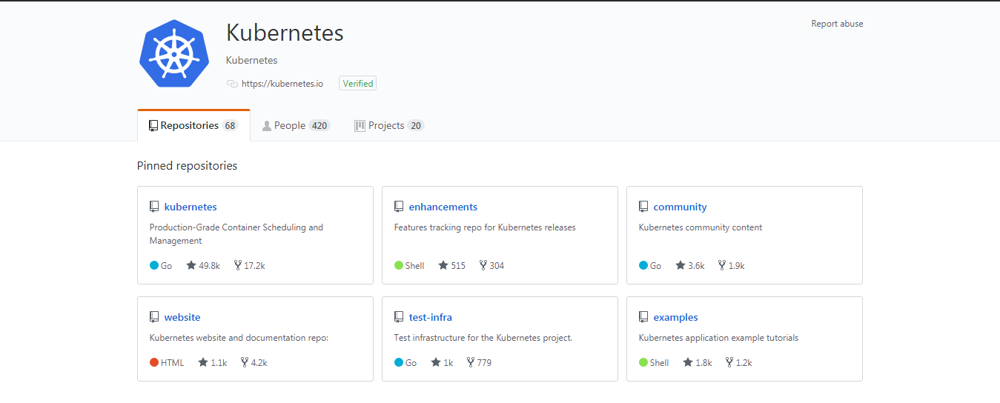 Kubernetes
Report abuse
Kubernetes
https://kubernetes.io Verified
Repositories 68 People 420 Projects 20
Pinned repositories
kubernetes
Production-Grade Container Scheduling and
Management
Go 49.8k 17.2k
enhancements
Features tracking repo for Kubernetes releases
Shell 515 304
community
Kubernetes community content
Go 3.6k 1.9k
website
Kubernetes website and documentation repo:
HTML 1.1k 4.2k
test-infra
Test infrastructure for the Kubernetes project.
Go 1k 779
examples
Kubernetes application example tutorials
Shell 1.8k 1.2k